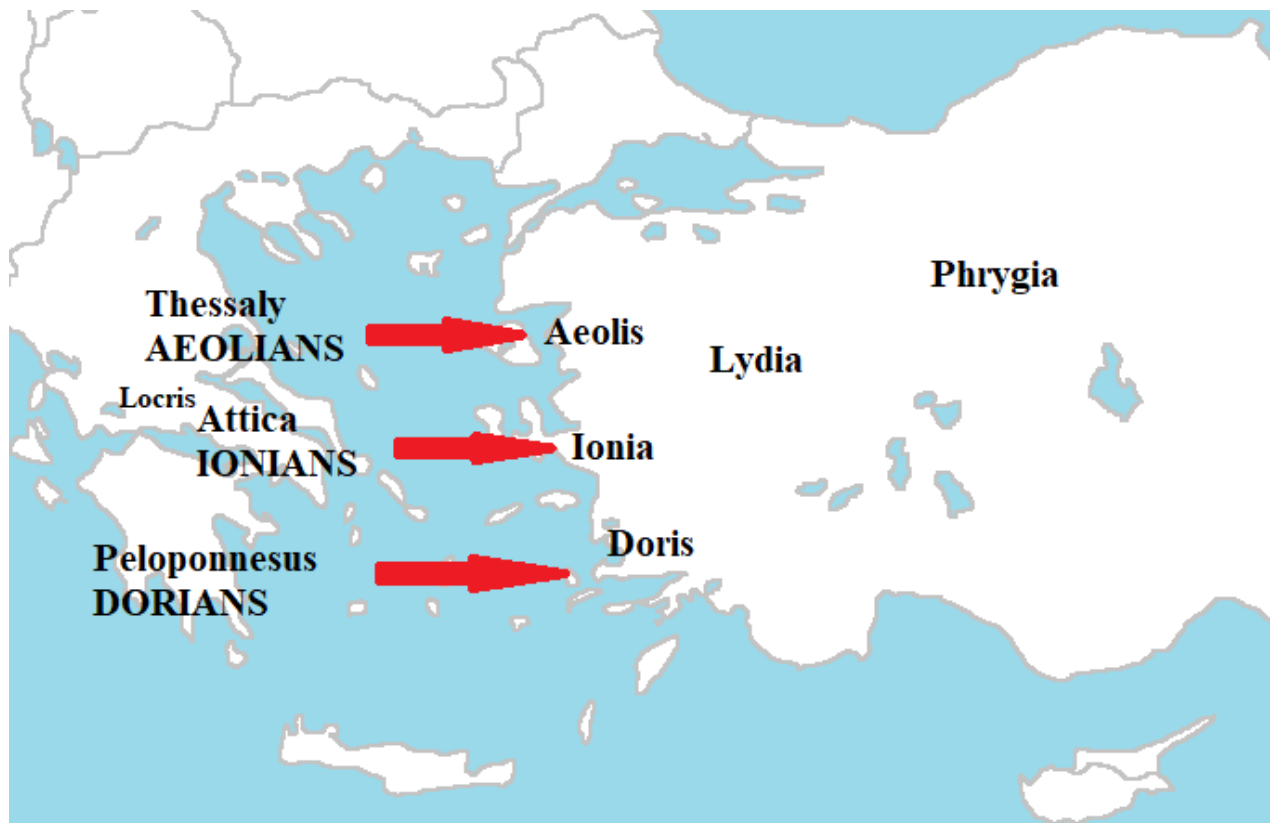 Phrygia
Thessaly
AEOLIANS
Aeolis
Lydia
Locris
Attica
IONIANS
Ionia
Doris
Peloponnesus
DORIANS